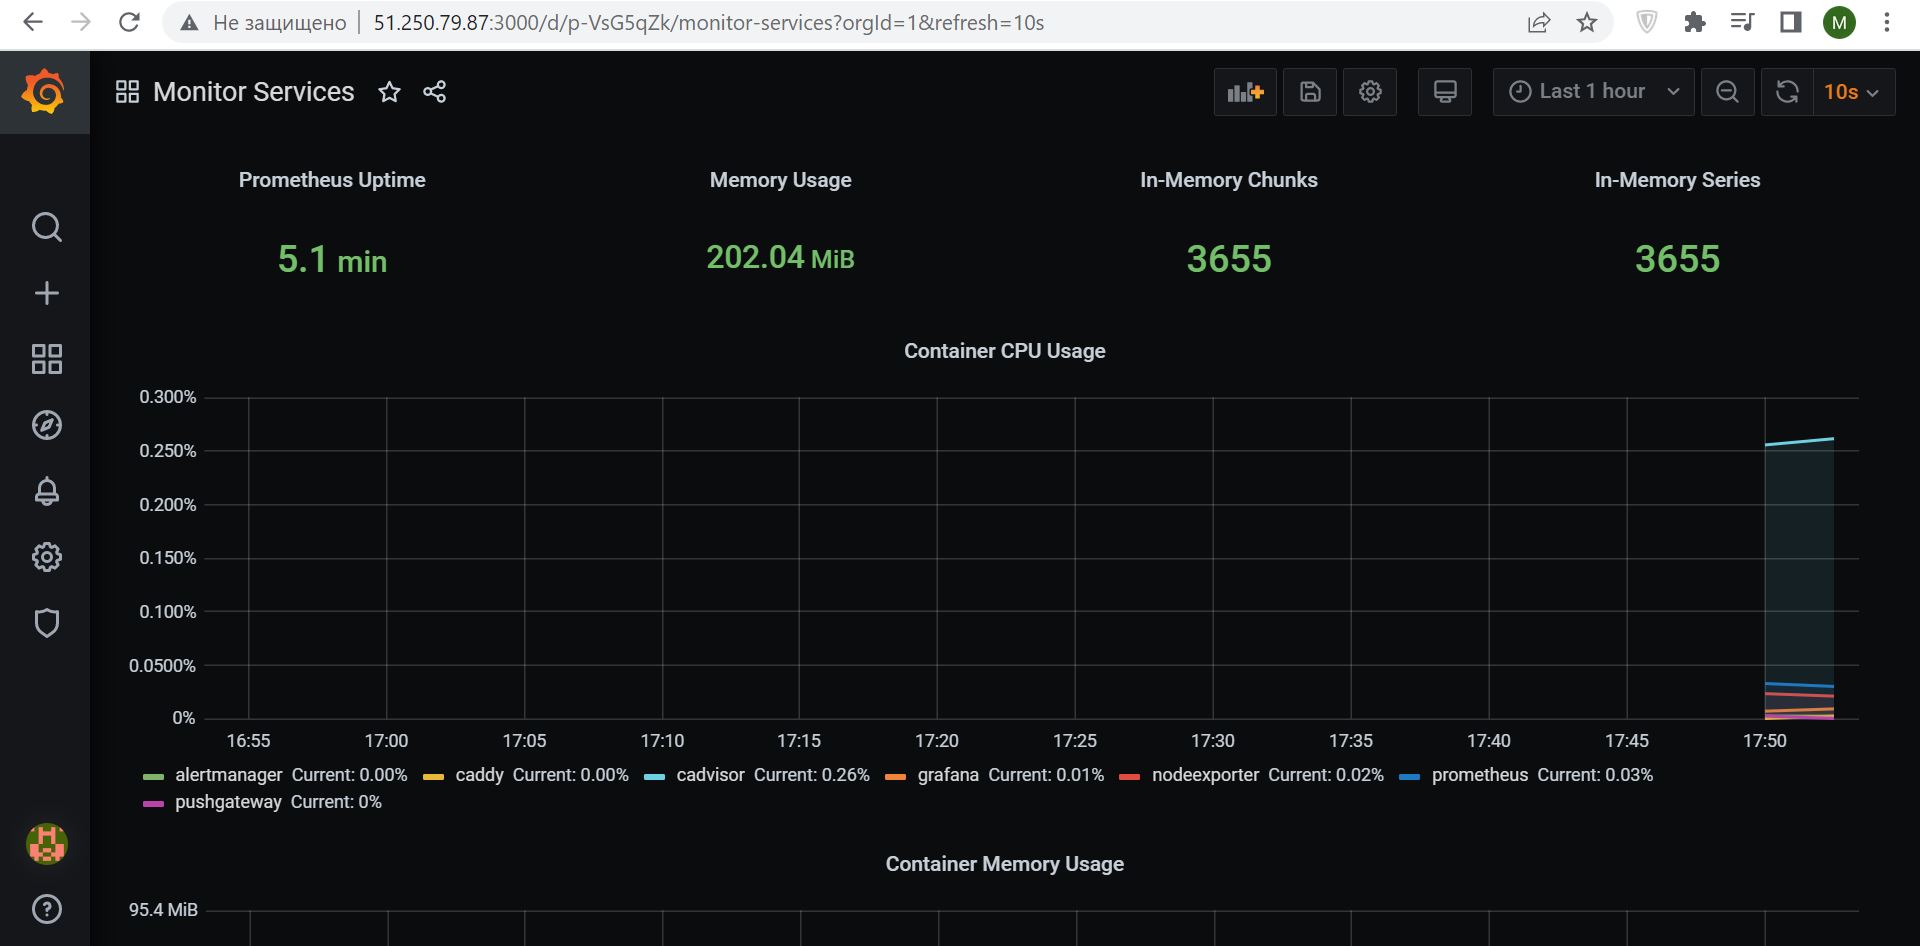 Не защищено 51.250.79.87:3000/d/p-VsG5qZk/monitor-services?orgId=1&refresh=10s
M
Monitor Services
Last 1 hour
10s
Prometheus Uptime
Memory Usage
In-Memory Chunks
In-Memory Series
5.1 min
202.04 MiB
3655
3655
Container CPU Usage
0.300%
0.250%
0.200%
0.150%
0.100%
0.0500%
0%
16:55 17:00 17:05 17:10 17:15 17:20 17:25 17:30 17:35 17:40 17:45 17:50
alertmanager Current: 0.00% caddy Current: 0.00% cadvisor Current: 0.26% grafana Current: 0.01% nodeexporter Current: 0.02% prometheus Current: 0.03%
pushgateway Current: 0%
Container Memory Usage
95.4 MiB